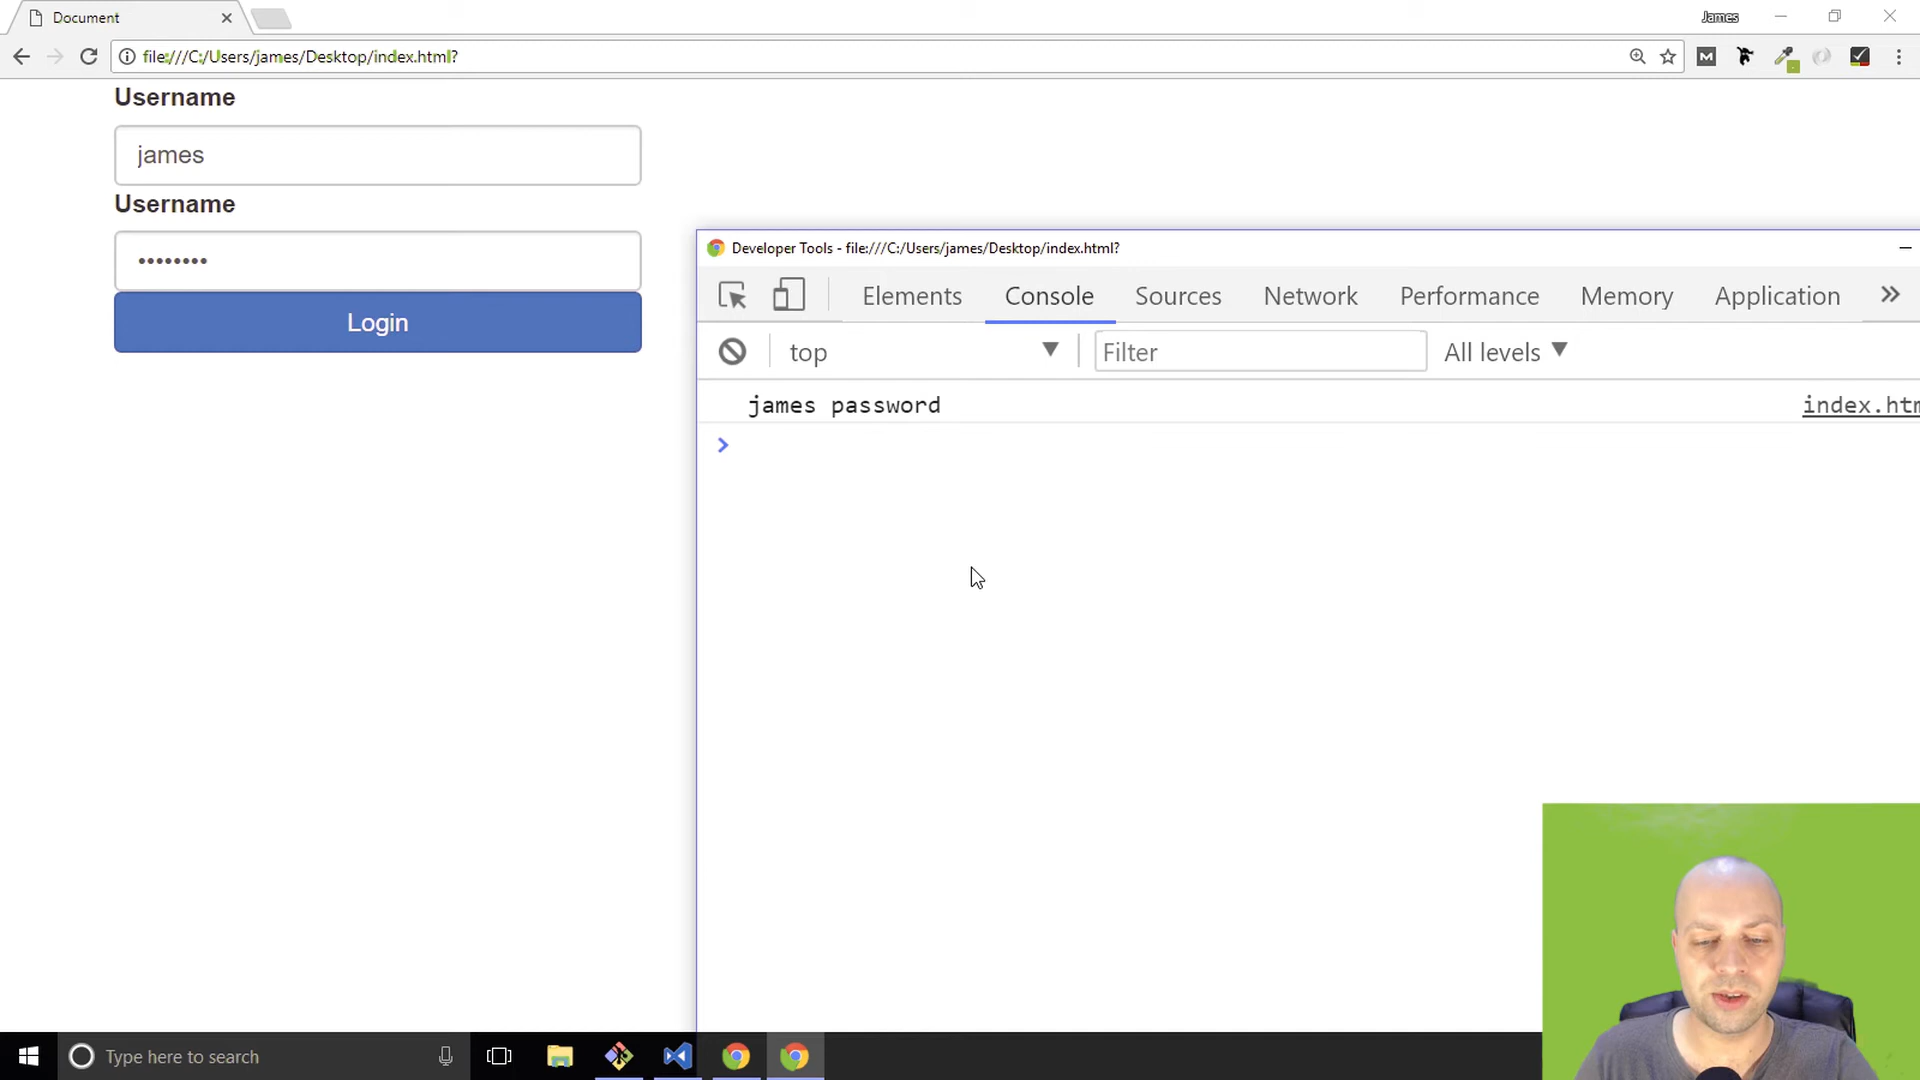 Document
James
file:///C:/Users/james/Desktop/index.html?
Username
james
Username
••••••••
Login
Developer Tools - file:///C:/Users/james/Desktop/index.html?
Elements Console Sources Network Performance Memory Application
top Filter All levels
james password index.htm
Type here to search